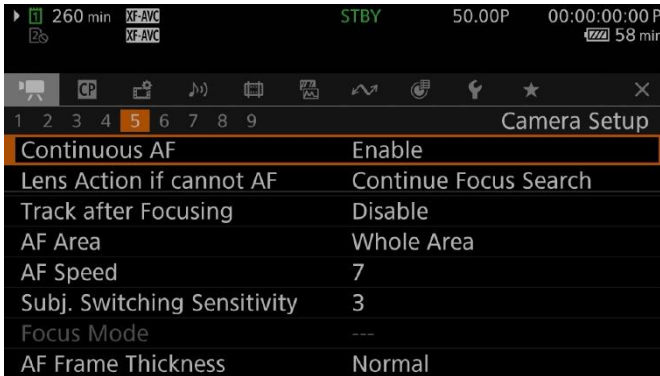 1 260 min XF-AVC STBY 50.00P 00:00:00:00 P
2 XF-AVC 58 min
CP
1 2 3 4 5 6 7 8 9 Camera Setup
Continuous AF Enable
Lens Action if cannot AF Continue Focus Search
Track after Focusing Disable
AF Area Whole Area
AF Speed 7
Subj. Switching Sensitivity 3
Focus Mode ---
AF Frame Thickness Normal